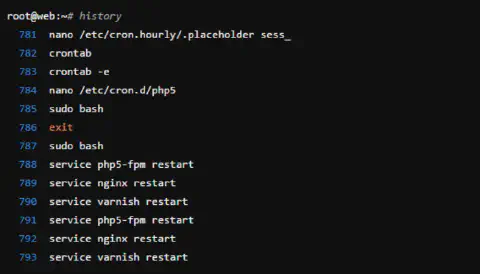 root@web:~# history
781 nano /etc/cron.hourly/.placeholder sess_
782 crontab
783 crontab -e
784 nano /etc/cron.d/php5
785 sudo bash
786 exit
787 sudo bash
788 service php5-fpm restart
789 service nginx restart
790 service varnish restart
791 service php5-fpm restart
792 service nginx restart
793 service varnish restart